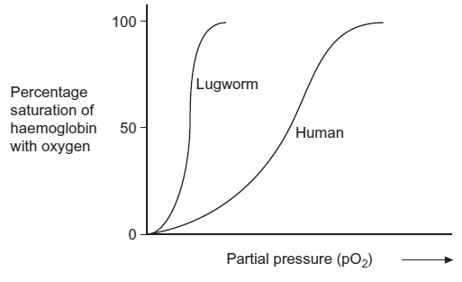 100
Lugworm
Percentage
saturation of
haemoglobin
with oxygen
50
Human
0
Partial pressure (pO₂)